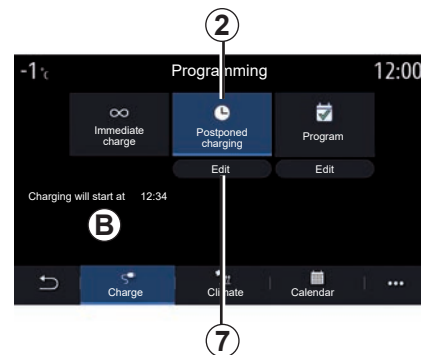 2
-1°c Programming 12:00
∞
Immediate
charge
Postponed
charging
Program
Edit Edit
Charging will start at 12:34
B
Charge Climate Calendar •••
7